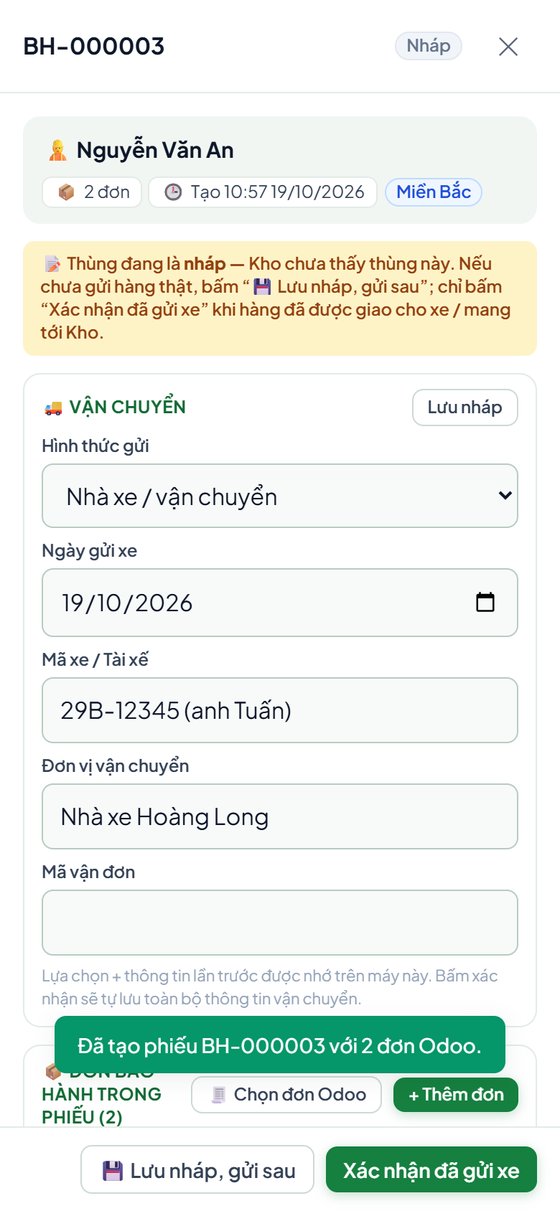 BH-000003
Nháp
Nguyễn Văn An
2 đơn
Tạo 10:57 19/10/2026
Miền Bắc
Thùng đang là nháp — Kho chưa thấy thùng này. Nếu
chưa gửi hàng thật, bấm “💾 Lưu nháp, gửi sau”; chỉ bấm
“Xác nhận đã gửi xe” khi hàng đã được giao cho xe / mang
tới Kho.
VẬN CHUYỂN
Lưu nháp
Hình thức gửi
Nhà xe / vận chuyển
Ngày gửi xe
19/10/2026
Mã xe / Tài xế
29B-12345 (anh Tuấn)
Đơn vị vận chuyển
Nhà xe Hoàng Long
Mã vận đơn
Lựa chọn + thông tin lần trước được nhớ trên máy này. Bấm xác
nhận sẽ tự lưu toàn bộ thông tin vận chuyển.
Đã tạo phiếu BH-000003 với 2 đơn Odoo.
ĐƠN BẢO
HÀNH TRONG
PHIẾU (2)
Chọn đơn Odoo
+ Thêm đơn
Lưu nháp, gửi sau
Xác nhận đã gửi xe